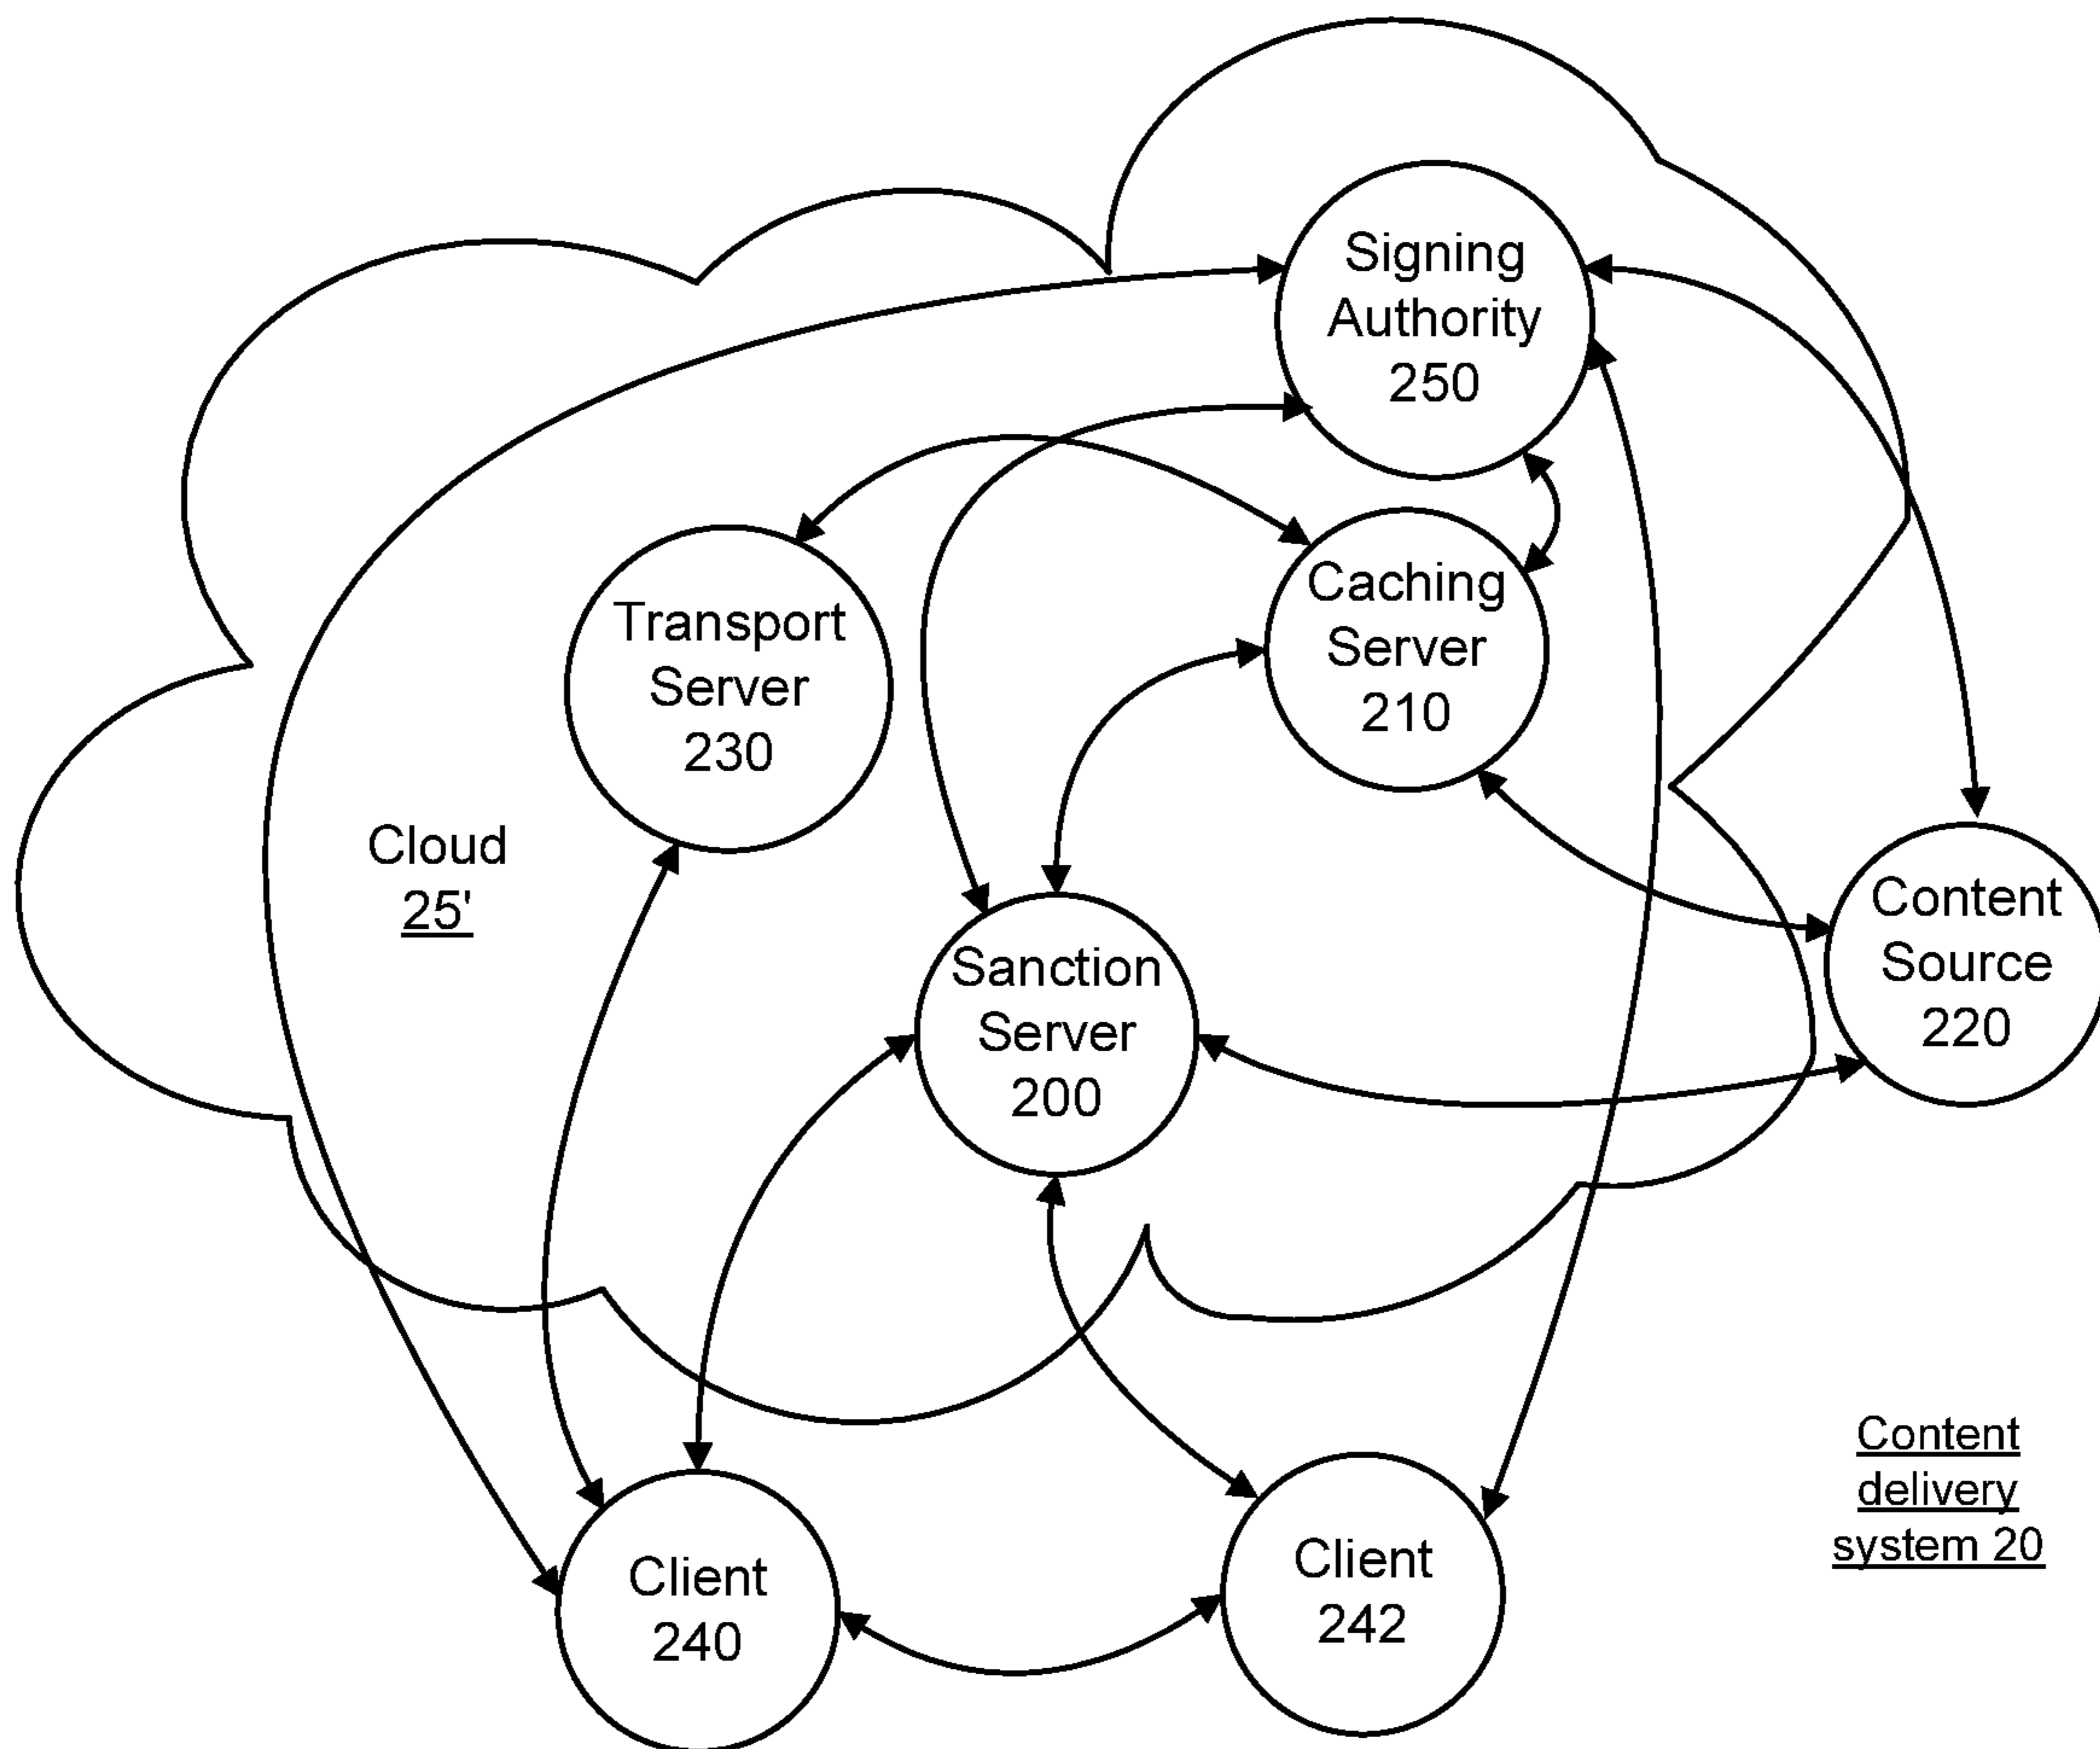 Signing
Authority
250
Transport
Server
230
Caching
Server
210
Cloud
25'
Sanction
Server
200
Content
Source
220
Client
240
Client
242
Content
delivery
system 20